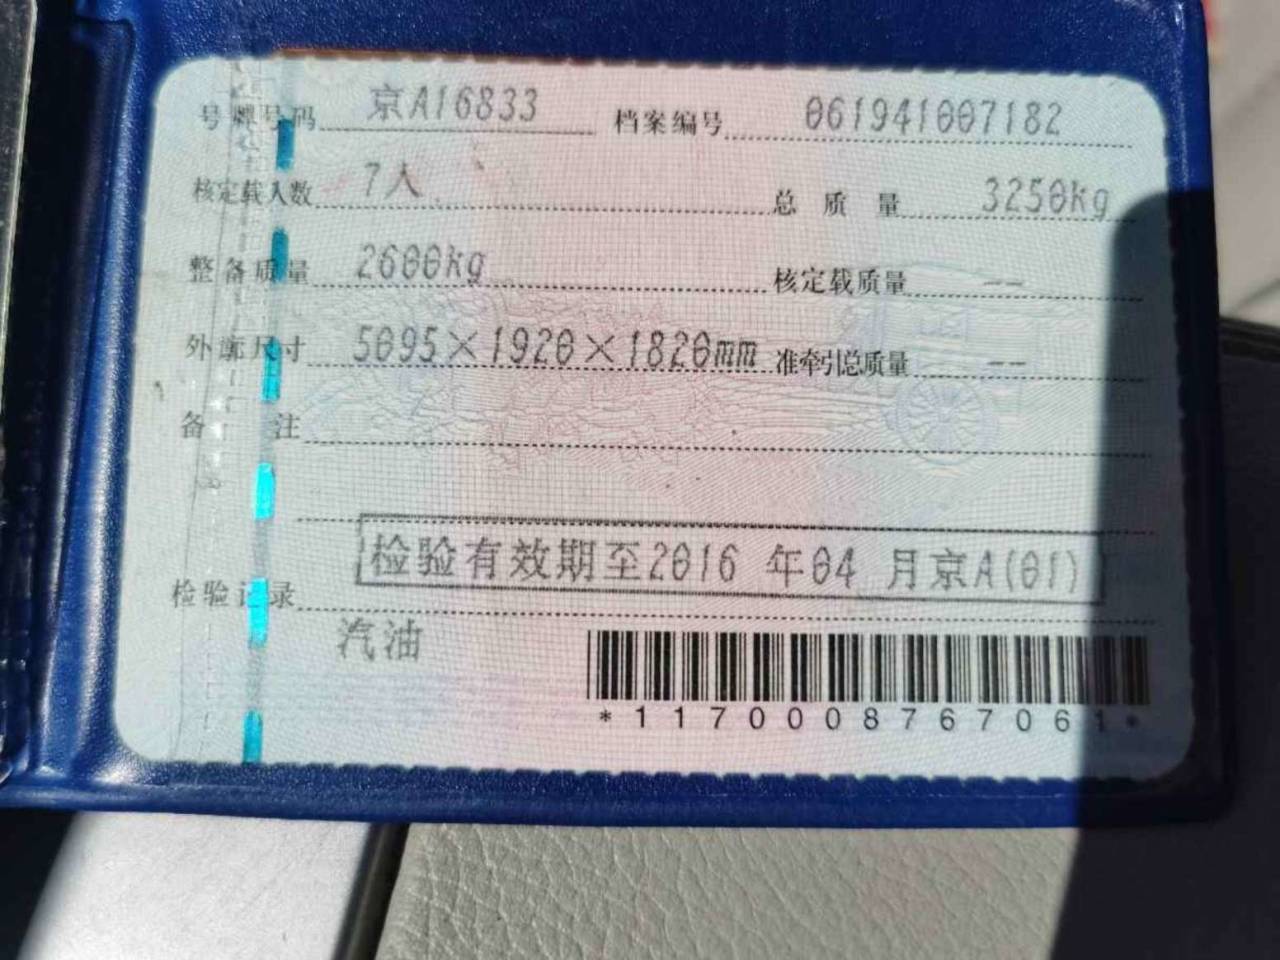 号牌号码 京A16833 档案编号 061941007182
核定载人数 7人 总质量 3250kg
整备质量 2600kg 核定载质量 --
外廓尺寸 5095×1920×1820mm 准牵引总质量 --
备注
检验有效期至2016 年04 月京A(01)
检验记录
汽油
*1170008767061*